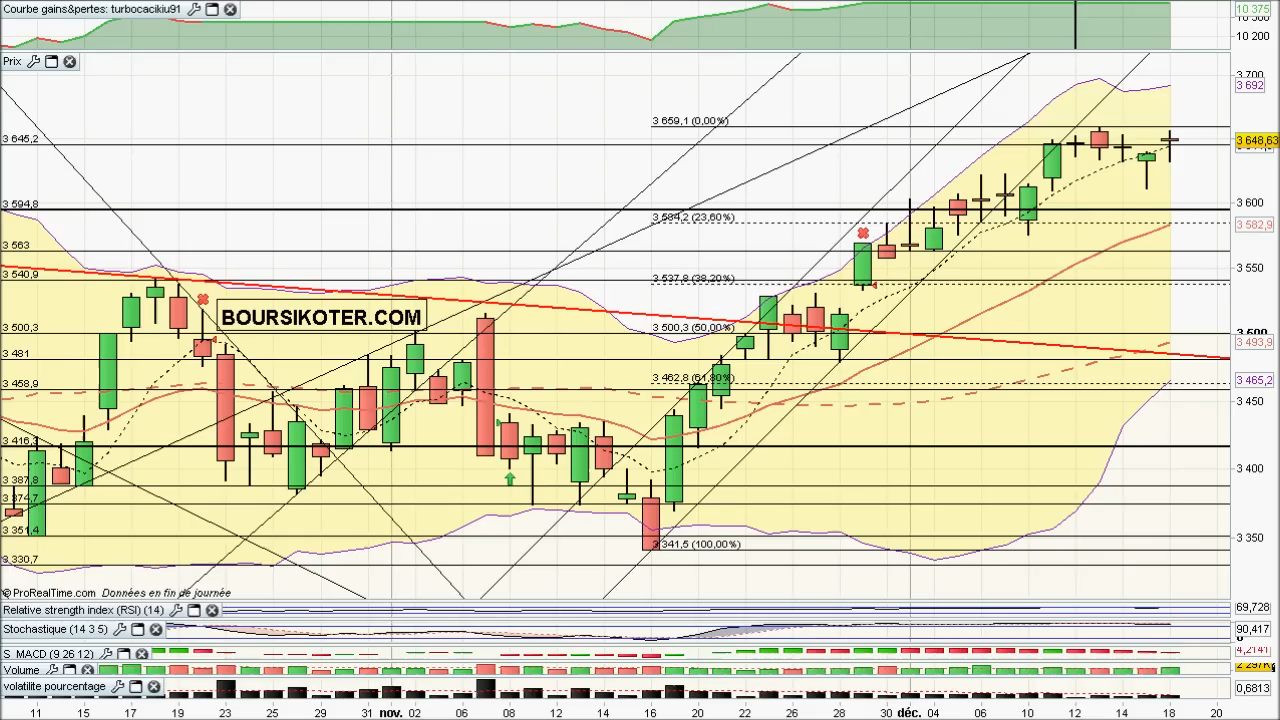 Courbe gains&pertes: turbocacikiu91
10 375
10 200
Prix
3 700
3 692
3 659,1 (0,00%)
3 645,2
3 648,63
3 594,8
3 600
3 584,2 (23,60%)
3 582,9
3 563
3 550
3 540,9
3 537,8 (38,20%)
BOURSIKOTER.COM
3 500,3
3 500,3 (50,00%)
3 500
3 493,9
3 481
3 458,9
3 462,8 (61,80%)
3 465,2
3 450
3 416,3
3 400
3 387,8
3 374,7
3 351,4
3 350
3 341,5 (100,00%)
3 330,7
© ProRealTime.com Données en fin de journée
Relative strength index (RSI) (14)
69,728
Stochastique (14 3 5)
90,417
MACD (9 26 12)
4,2141
Volume
volatilite pourcentage
0,6613
11 15 17 19 23 25 29 31 nov. 04 06 08 12 14 16 18 20 22 24 26 28 30 déc. 04 06 08 10 12 14 16 18 20